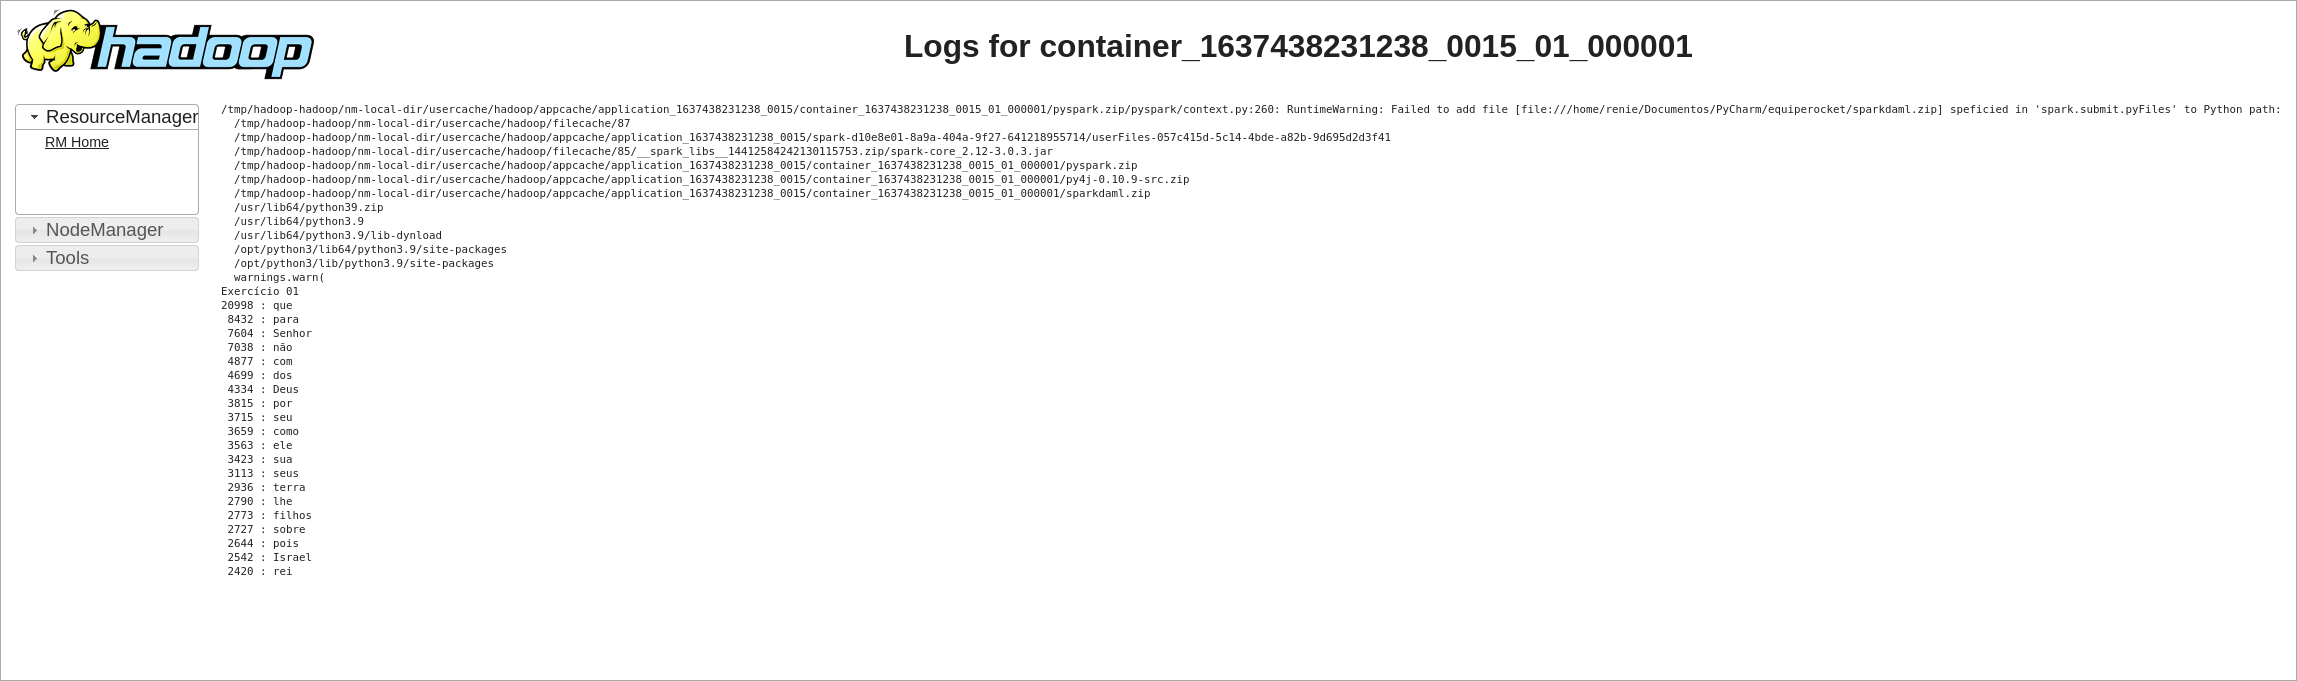 hadoop
Logs for container_1637438231238_0015_01_000001
ResourceManager
RM Home
NodeManager
Tools
/tmp/hadoop-hadoop/nm-local-dir/usercache/hadoop/appcache/application_1637438231238_0015/container_1637438231238_0015_01_000001/pyspark.zip/pyspark/context.py:260: RuntimeWarning: Failed to add file [file:///home/renie/Documentos/PyCharm/equiperocket/sparkdaml.zip] speficied in 'spark.submit.pyFiles' to Python path:
/tmp/hadoop-hadoop/nm-local-dir/usercache/hadoop/filecache/87
/tmp/hadoop-hadoop/nm-local-dir/usercache/hadoop/appcache/application_1637438231238_0015/spark-d10e8e01-8a9a-404a-9f27-641218955714/userFiles-057c415d-5c14-4bde-a82b-9d695d2d3f41
/tmp/hadoop-hadoop/nm-local-dir/usercache/hadoop/filecache/85/__spark_libs__14412584242130115753.zip/spark-core_2.12-3.0.3.jar
/tmp/hadoop-hadoop/nm-local-dir/usercache/hadoop/appcache/application_1637438231238_0015/container_1637438231238_0015_01_000001/pyspark.zip
/tmp/hadoop-hadoop/nm-local-dir/usercache/hadoop/appcache/application_1637438231238_0015/container_1637438231238_0015_01_000001/py4j-0.10.9-src.zip
/tmp/hadoop-hadoop/nm-local-dir/usercache/hadoop/appcache/application_1637438231238_0015/container_1637438231238_0015_01_000001/sparkdaml.zip
/usr/lib64/python39.zip
/usr/lib64/python3.9
/usr/lib64/python3.9/lib-dynload
/opt/python3/lib64/python3.9/site-packages
/opt/python3/lib/python3.9/site-packages
warnings.warn(
Exercício 01
20998 : que
8432 : para
7604 : Senhor
7038 : não
4877 : com
4699 : dos
4334 : Deus
3815 : por
3715 : seu
3659 : como
3563 : ele
3423 : sua
3113 : seus
2936 : terra
2790 : lhe
2773 : filhos
2727 : sobre
2644 : pois
2542 : Israel
2420 : rei